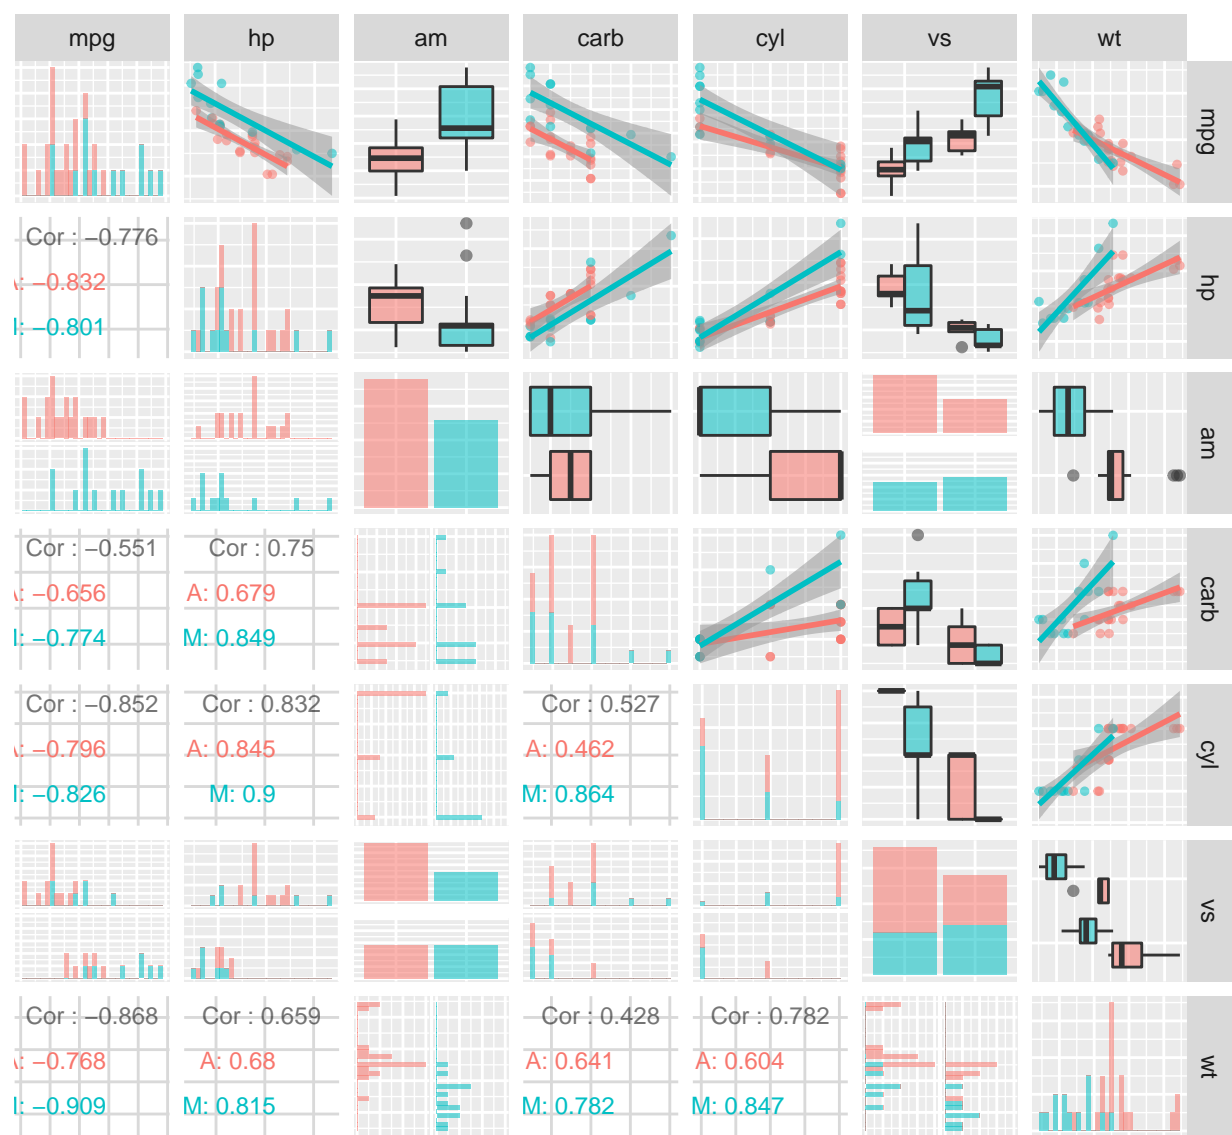 mpg hp am carb cyl vs wt
mpg
Cor : −0.776
: −0.832
: −0.801
hp
am
Cor : −0.551 Cor : 0.75
: −0.656 A: 0.679
: −0.774 M: 0.849
carb
Cor : −0.852 Cor : 0.832 Cor : 0.527
: −0.796 A: 0.845 A: 0.462
: −0.826 M: 0.9 M: 0.864
cyl
vs
Cor : −0.868 Cor : 0.659 Cor : 0.428 Cor : 0.782
: −0.768 A: 0.68 A: 0.641 A: 0.604
: −0.909 M: 0.815 M: 0.782 M: 0.847
wt